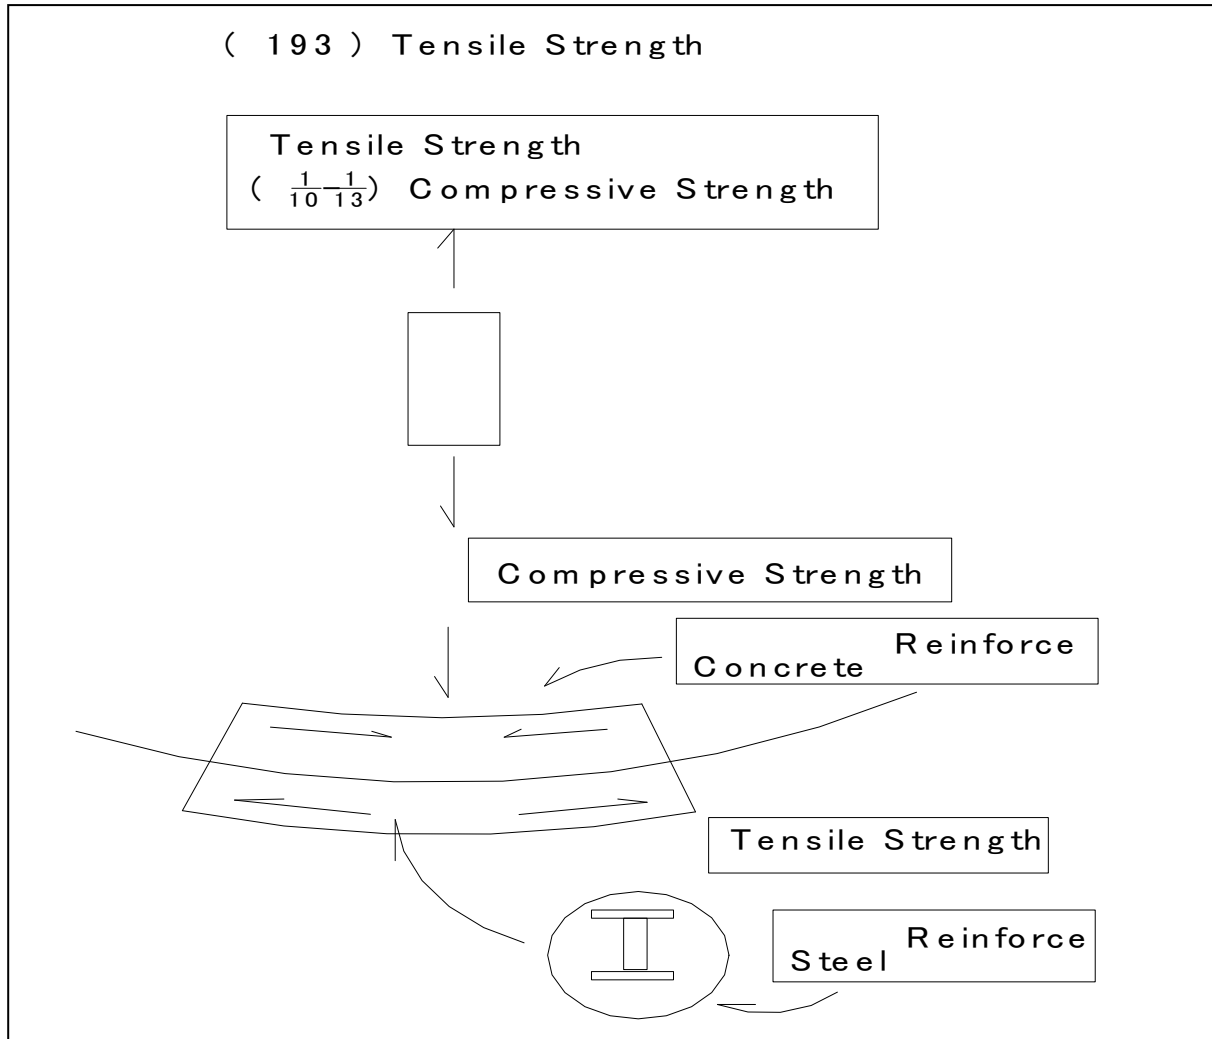 ( 193 ) Tensile Strength
Tensile Strength
( 1/10-1/13) Compressive Strength
Compressive Strength
Reinforce
Concrete
Tensile Strength
Reinforce
Steel